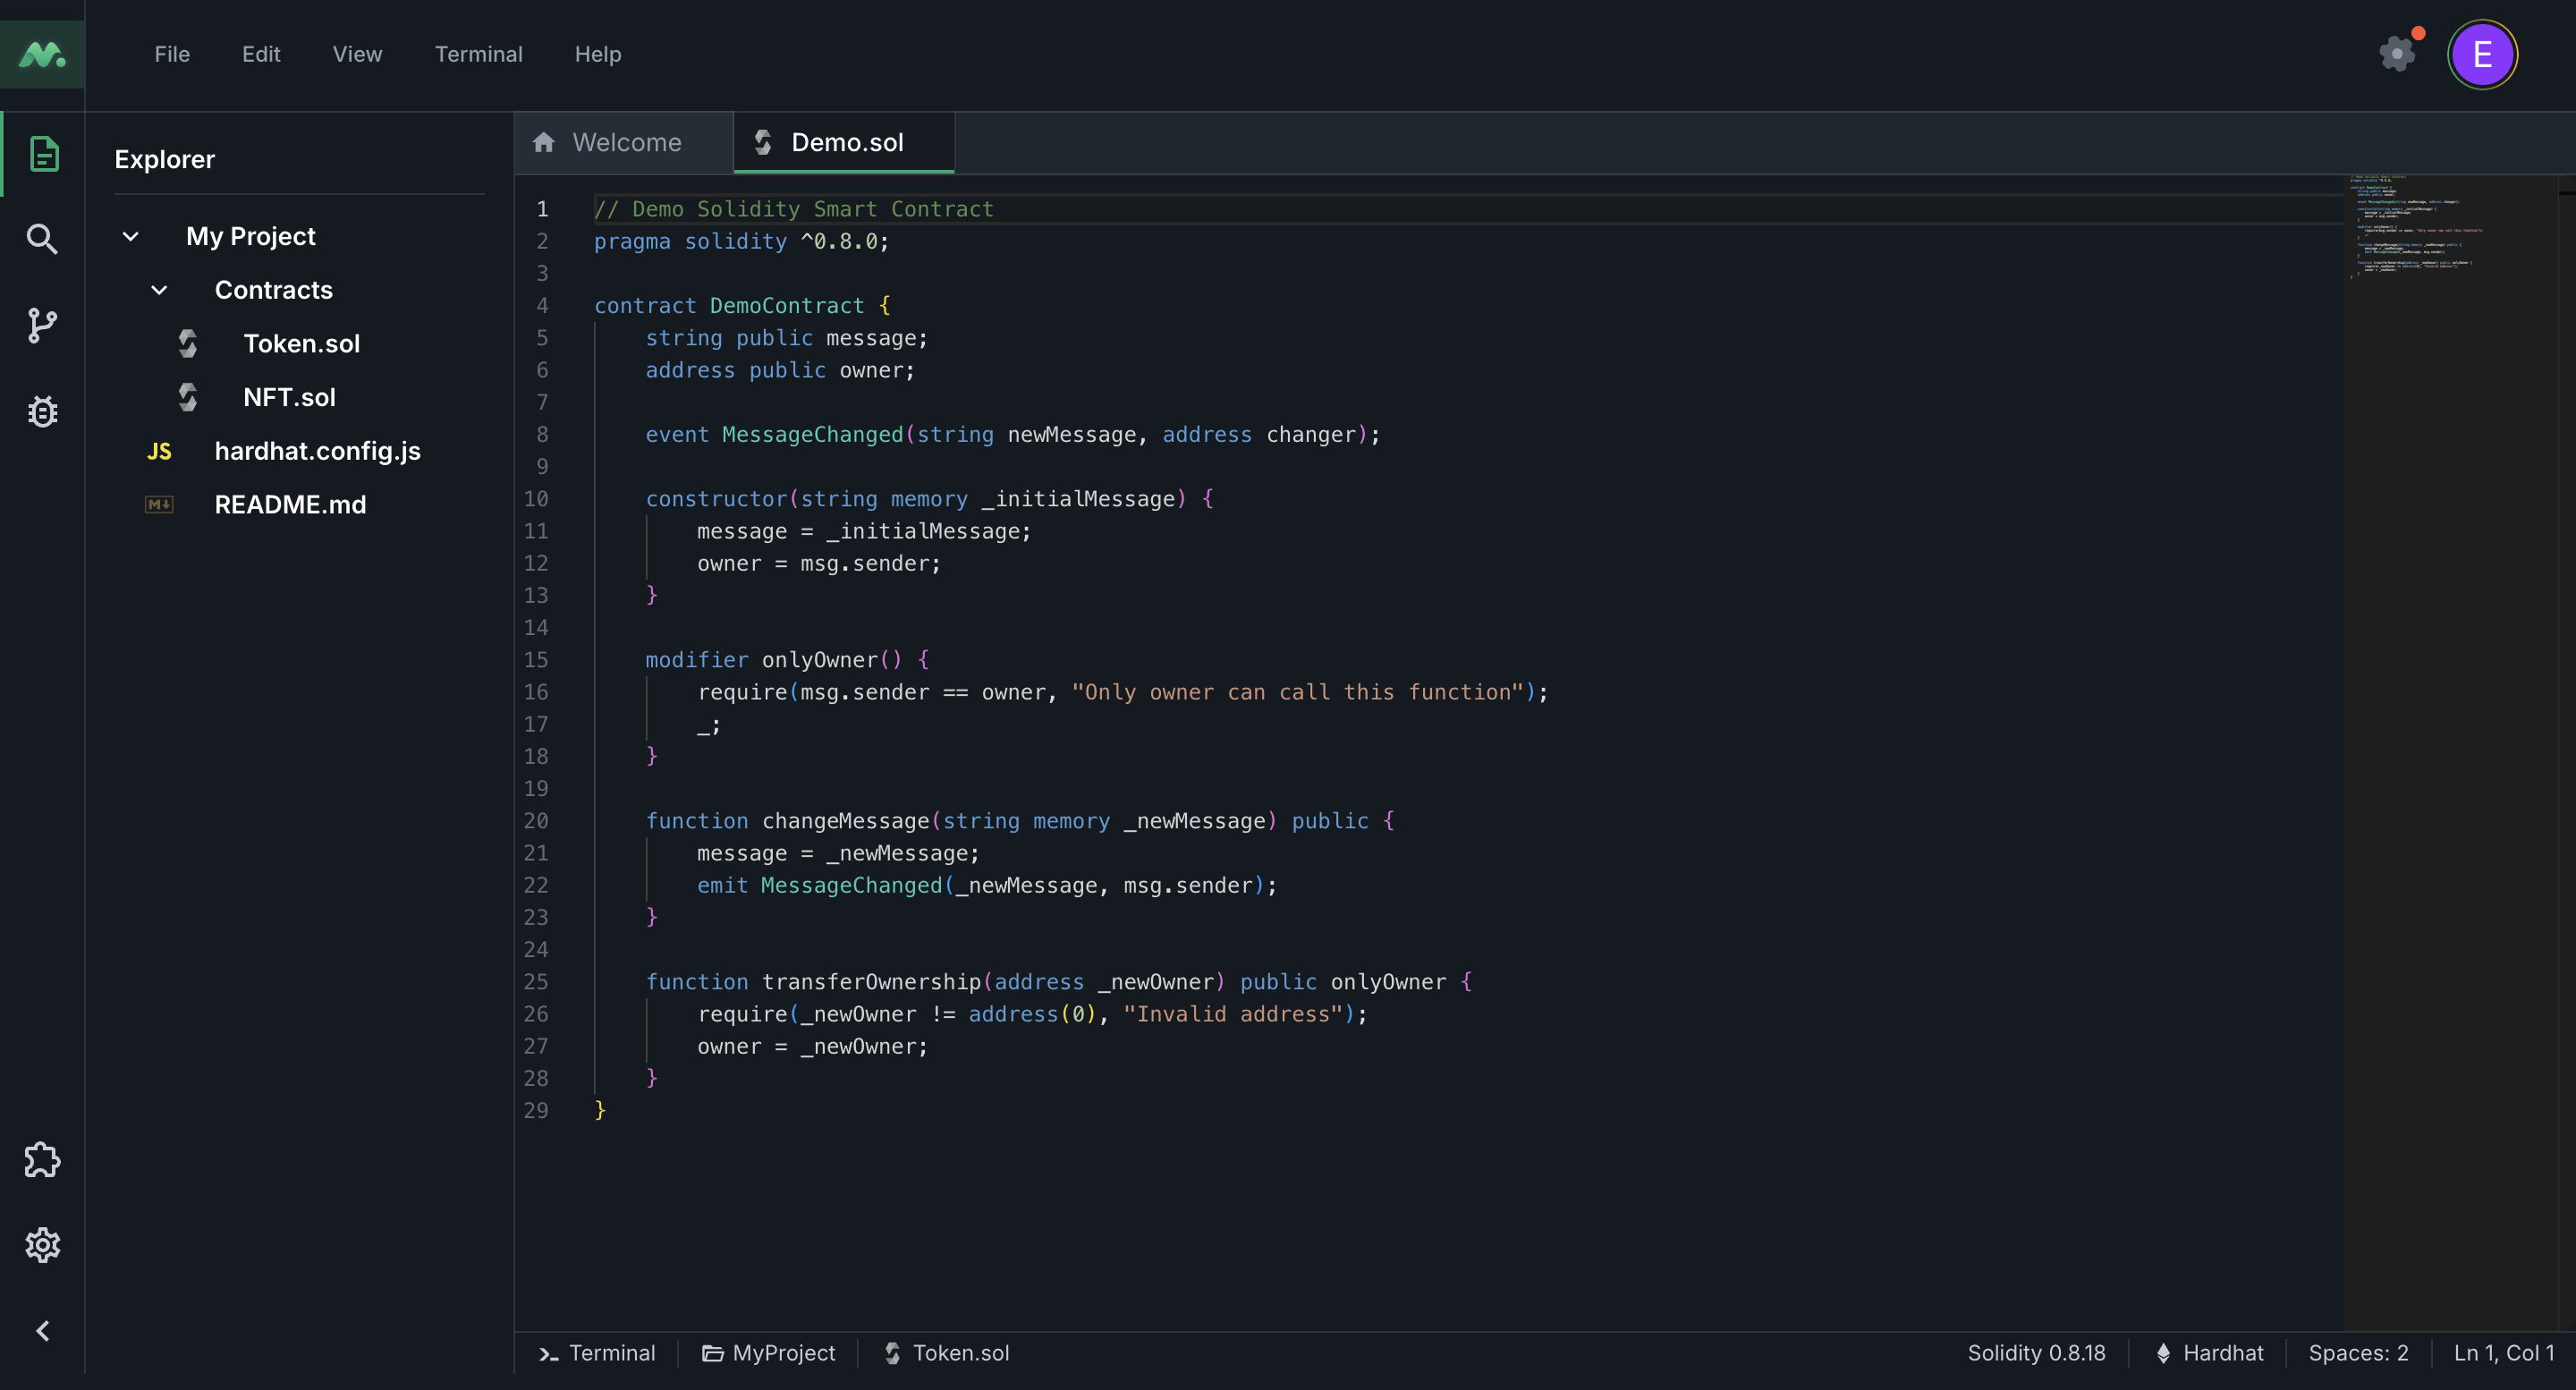 File Edit View Terminal Help
E
Explorer
My Project
Contracts
Token.sol
NFT.sol
JS hardhat.config.js
M README.md
Welcome
Demo.sol
1 // Demo Solidity Smart Contract
2 pragma solidity ^0.8.0;
3
4 contract DemoContract {
5     string public message;
6     address public owner;
7
8     event MessageChanged(string newMessage, address changer);
9
10     constructor(string memory _initialMessage) {
11         message = _initialMessage;
12         owner = msg.sender;
13     }
14
15     modifier onlyOwner() {
16         require(msg.sender == owner, "Only owner can call this function");
17         _;
18     }
19
20     function changeMessage(string memory _newMessage) public {
21         message = _newMessage;
22         emit MessageChanged(_newMessage, msg.sender);
23     }
24
25     function transferOwnership(address _newOwner) public onlyOwner {
26         require(_newOwner != address(0), "Invalid address");
27         owner = _newOwner;
28     }
29 }
Terminal MyProject Token.sol Solidity 0.8.18 Hardhat Spaces: 2 Ln 1, Col 1